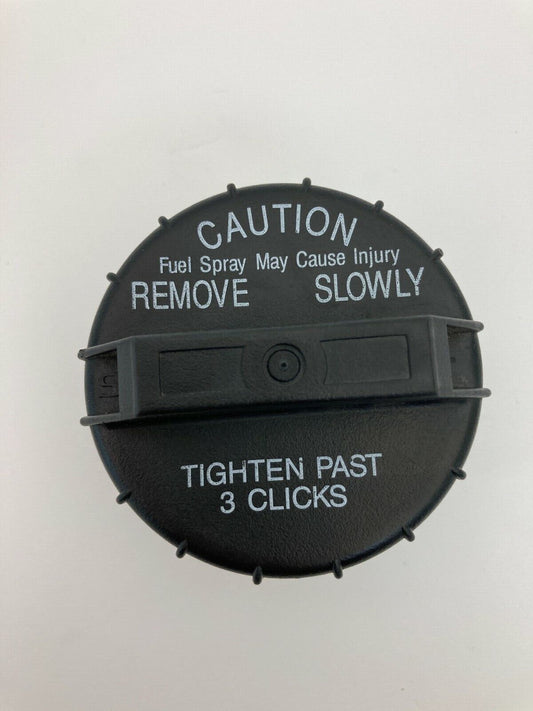 CAUTION
Fuel Spray May Cause Injury
REMOVE SLOWLY
TIGHTEN PAST
3 CLICKS